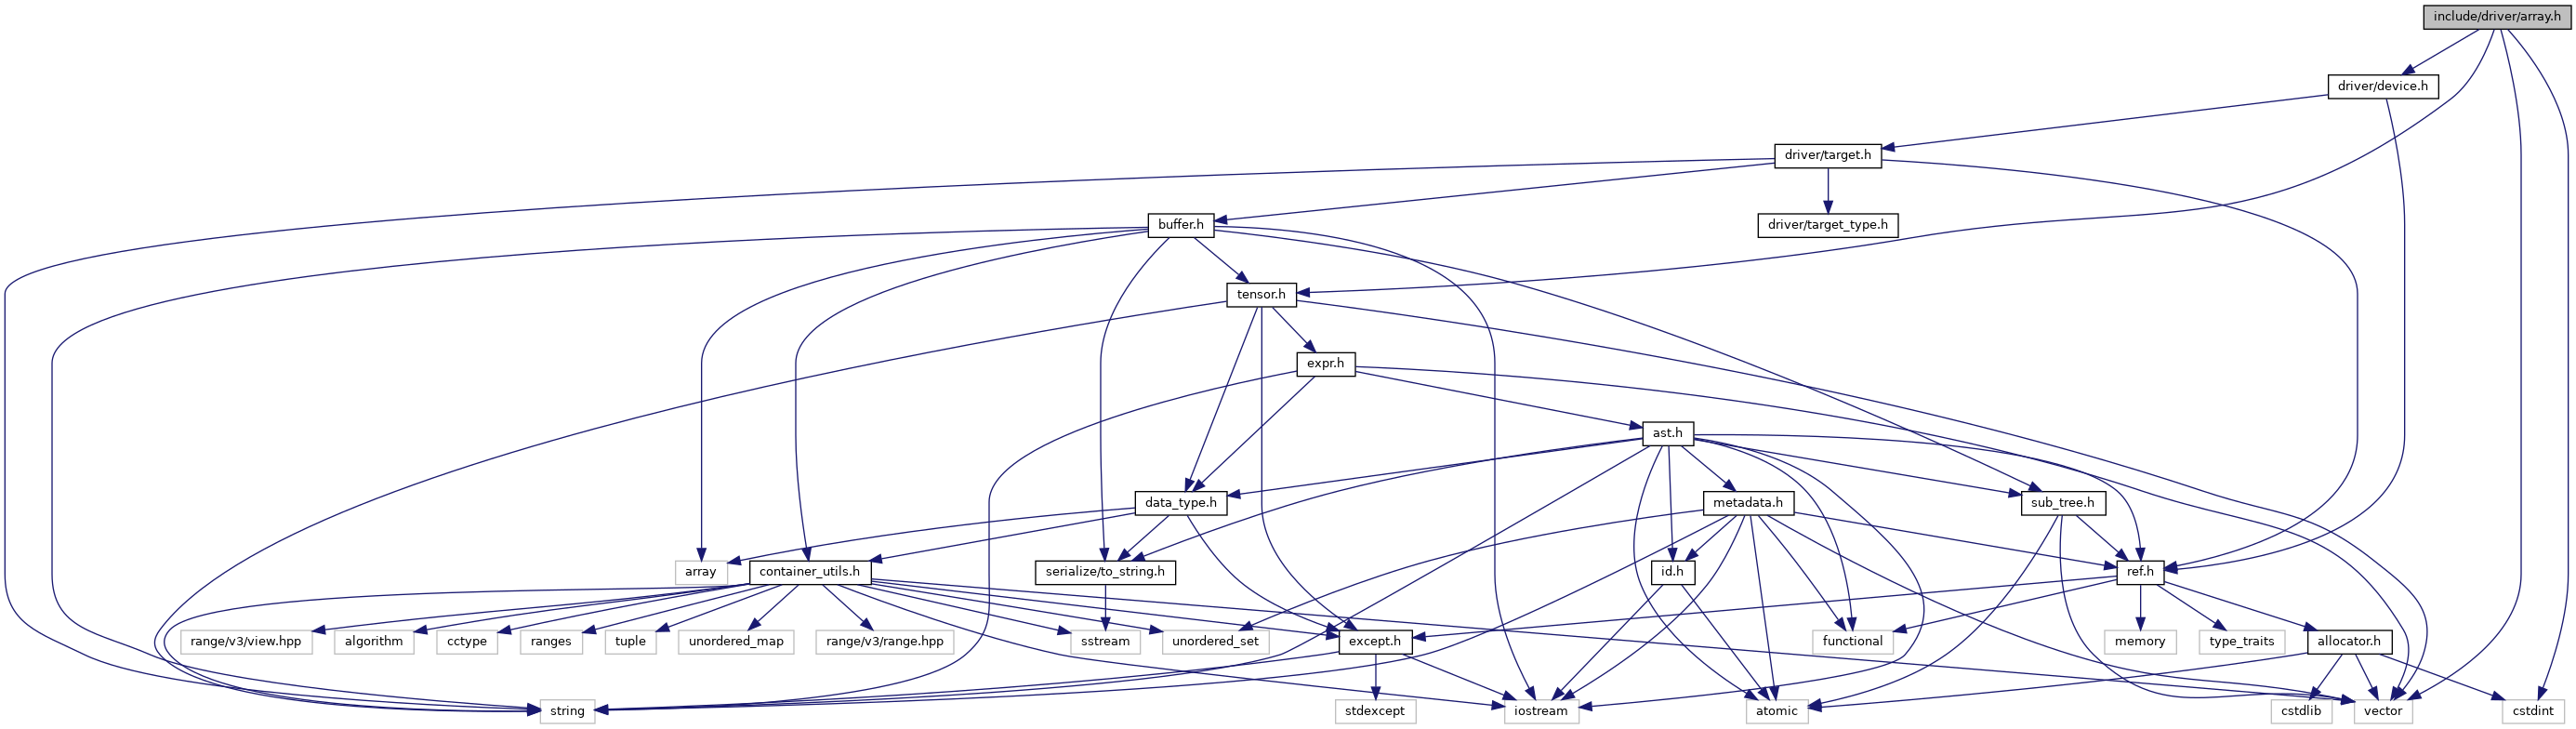 include/driver/array.h
driver/device.h
driver/target.h
buffer.h
driver/target_type.h
tensor.h
expr.h
ast.h
data_type.h
metadata.h
sub_tree.h
array
container_utils.h
serialize/to_string.h
id.h
ref.h
range/v3/view.hpp
algorithm
cctype
ranges
tuple
unordered_map
range/v3/range.hpp
sstream
unordered_set
except.h
functional
memory
type_traits
allocator.h
string
stdexcept
iostream
atomic
cstdlib
vector
cstdint